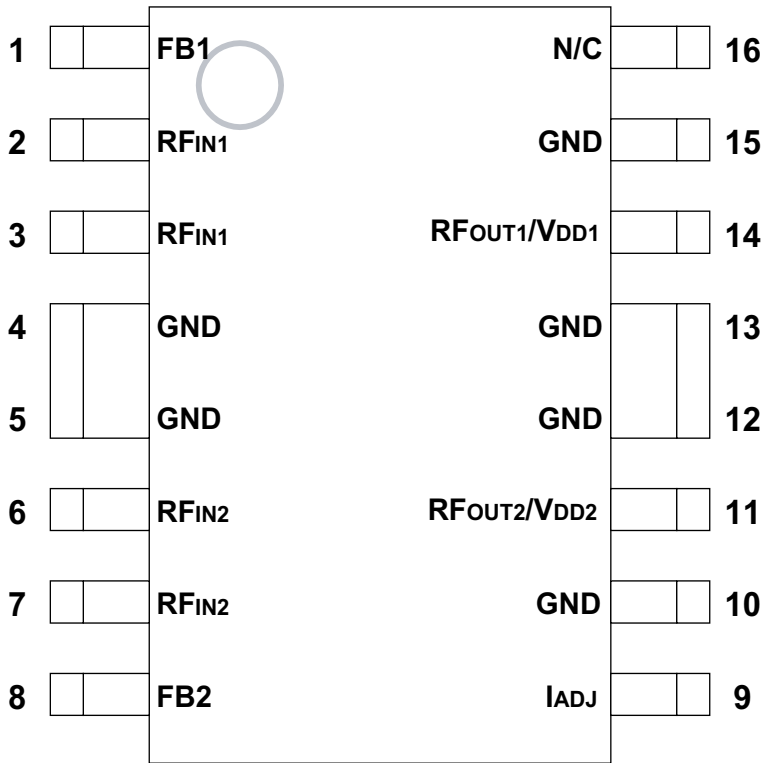 1 FB1 N/C 16
2 RFIN1 GND 15
3 RFIN1 RFOUT1/VDD1 14
4 GND GND 13
5 GND GND 12
6 RFIN2 RFOUT2/VDD2 11
7 RFIN2 GND 10
8 FB2 IADJ 9